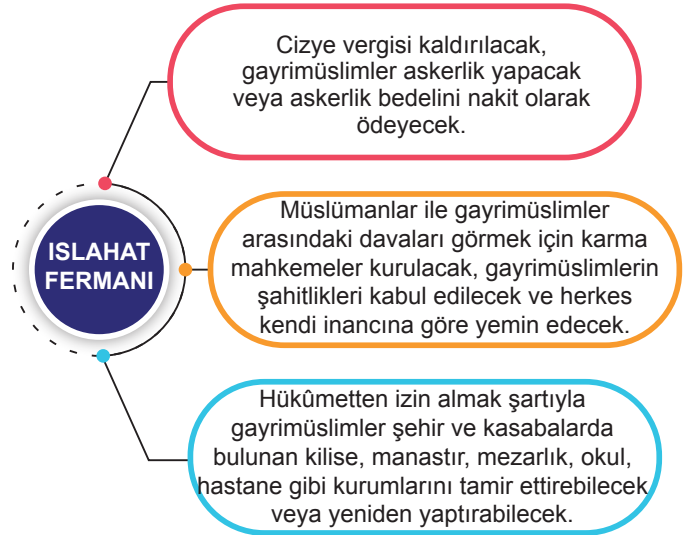 Cizye vergisi kaldırılacak,
gayrimüslimler askerlik yapacak
veya askerlik bedelini nakit olarak
ödeyecek.
ISLAHAT
FERMANI
Müslümanlar ile gayrimüslimler
arasındaki davaları görmek için karma
mahkemeler kurulacak, gayrimüslimlerin
şahitlikleri kabul edilecek ve herkes
kendi inancına göre yemin edecek.
Hükûmetten izin almak şartıyla
gayrimüslimler şehir ve kasabalarda
bulunan kilise, manastır, mezarlık, okul,
hastane gibi kurumlarını tamir ettirebilecek
veya yeniden yaptırabilecek.